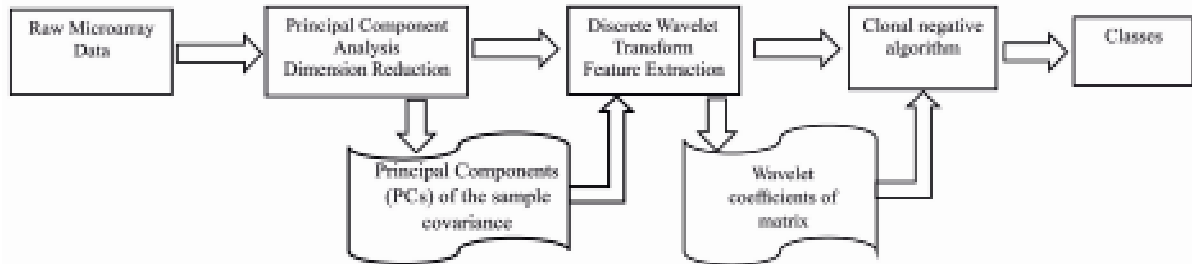 Raw Microarray
Data
Principal Component
Analysis
Dimension Reduction
Discrete Wavelet
Transform
Feature Extraction
Clonal negative
algorithm
Classes
Principal Components
(PCs) of the sample
covariance
Wavelet
coefficients of
matrix